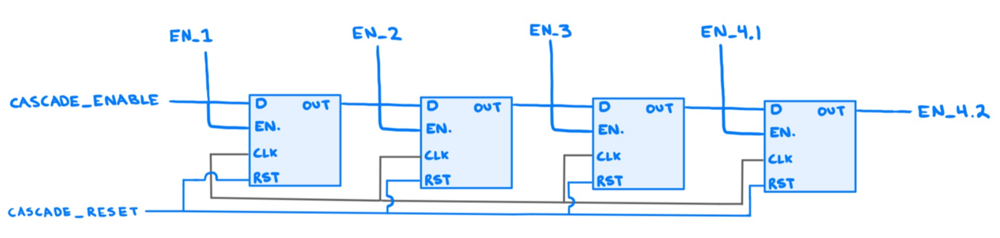 EN_1
EN_2
EN_3
EN_4.1
CASCADE_ENABLE
D OUT
EN.
CLK
RST
D OUT
EN.
CLK
RST
D OUT
EN.
CLK
RST
D OUT
EN.
CLK
RST
EN_4.2
CASCADE_RESET